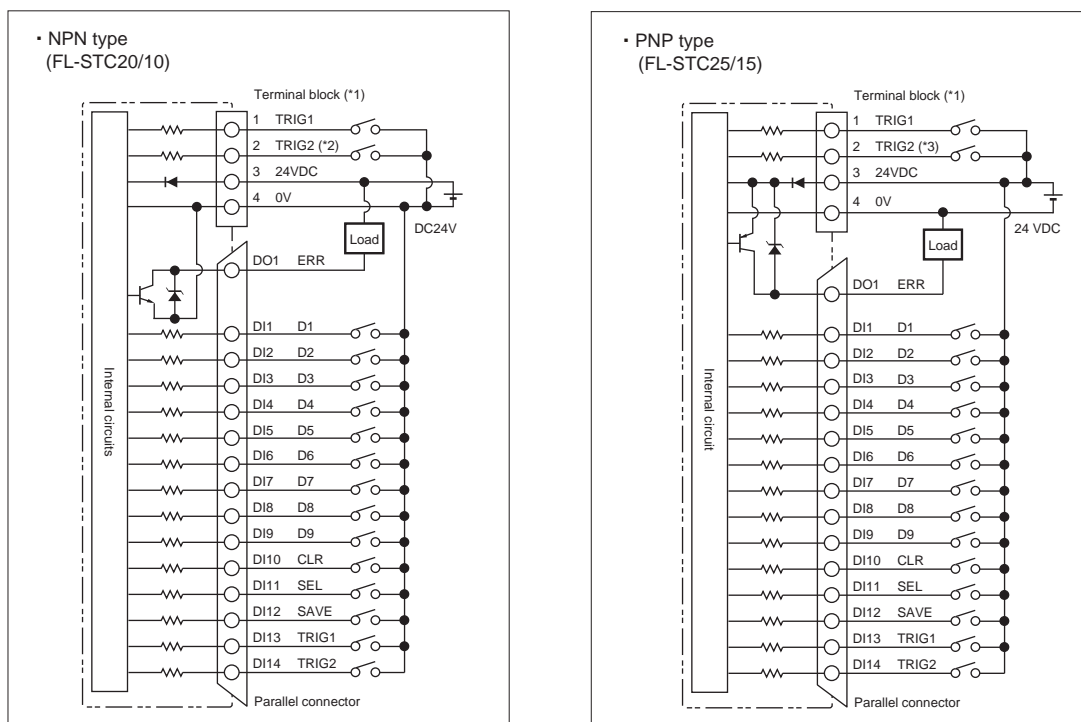 ・ NPN type
(FL-STC20/10)
Terminal block (*1)
1 TRIG1
2 TRIG2 (*2)
3 24VDC
4 0V
DC24V
Load
DO1 ERR
DI1 D1
DI2 D2
DI3 D3
DI4 D4
DI5 D5
DI6 D6
DI7 D7
DI8 D8
DI9 D9
DI10 CLR
DI11 SEL
DI12 SAVE
DI13 TRIG1
DI14 TRIG2
Internal circuits
Parallel connector
・ PNP type
(FL-STC25/15)
Terminal block (*1)
1 TRIG1
2 TRIG2 (*3)
3 24VDC
4 0V
24 VDC
Load
DO1 ERR
DI1 D1
DI2 D2
DI3 D3
DI4 D4
DI5 D5
DI6 D6
DI7 D7
DI8 D8
DI9 D9
DI10 CLR
DI11 SEL
DI12 SAVE
DI13 TRIG1
DI14 TRIG2
Internal circuit
Parallel connector